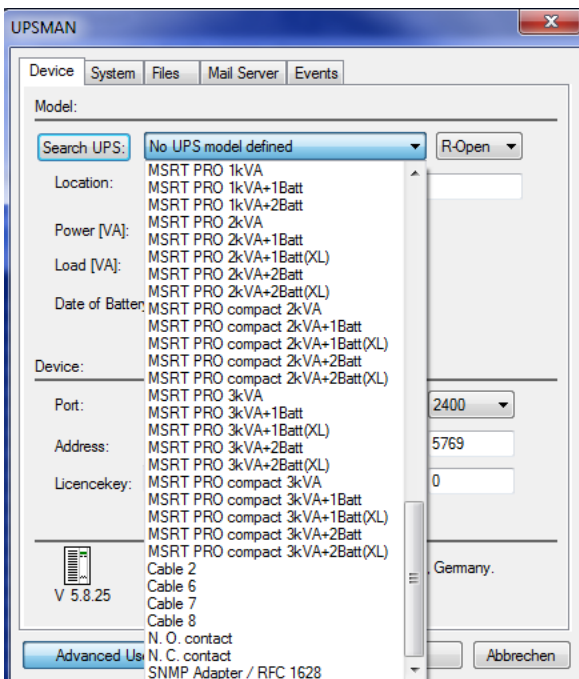 UPSMAN
Device System Files Mail Server Events
Model:
Search UPS: No UPS model defined R-Open
Location:
Power [VA]:
Load [VA]:
Date of
MSRT PRO 1kVA
MSRT PRO 1kVA+1Batt
MSRT PRO 1kVA+2Batt
MSRT PRO 2kVA
MSRT PRO 2kVA+1Batt
MSRT PRO 2kVA+1Batt(XL)
MSRT PRO 2kVA+2Batt
MSRT PRO 2kVA+2Batt(XL)
MSRT PRO compact 2kVA
MSRT PRO compact 2kVA+1Batt
MSRT PRO compact 2kVA+1Batt(XL)
MSRT PRO compact 2kVA+2Batt
MSRT PRO compact 2kVA+2Batt(XL)
MSRT PRO 3kVA
MSRT PRO 3kVA+1Batt
MSRT PRO 3kVA+1Batt(XL)
MSRT PRO 3kVA+2Batt
MSRT PRO 3kVA+2Batt(XL)
MSRT PRO compact 3kVA
MSRT PRO compact 3kVA+1Batt
MSRT PRO compact 3kVA+1Batt(XL)
MSRT PRO compact 3kVA+2Batt
MSRT PRO compact 3kVA+2Batt(XL)
Cable 2
Cable 6
Cable 7
Cable 8
N. O. contact
N. C. contact
SNMP Adapter / RFC 1628
Device:
Port: 2400
Address: 5769
Licencekey: 0
V 5.8.25
, Germany.
Advanced Abbrechen